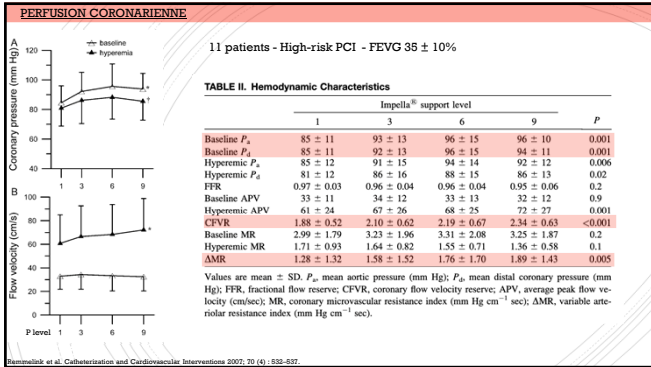 PERFUSION CORONARIENNE
11 patients - High-risk PCI - FEVG 35 ± 10%
A
baseline
hyperemia
Coronary pressure (mm Hg)
120
100
80
60
40
1 3 6 9
B
Flow velocity (cm/s)
100
80
60
40
20
0
P level 1 3 6 9
TABLE II. Hemodynamic Characteristics
Impella® support level
1 3 6 9 P
Baseline Pa 85 ± 11 93 ± 13 96 ± 15 96 ± 10 0.001
Baseline Pd 85 ± 11 92 ± 13 96 ± 15 94 ± 11 0.001
Hyperemic Pa 85 ± 12 91 ± 15 94 ± 14 92 ± 12 0.006
Hyperemic Pd 81 ± 12 86 ± 16 88 ± 15 86 ± 13 0.02
FFR 0.97 ± 0.03 0.96 ± 0.04 0.96 ± 0.04 0.95 ± 0.06 0.2
Baseline APV 33 ± 11 34 ± 12 33 ± 13 32 ± 12 0.9
Hyperemic APV 61 ± 24 67 ± 26 68 ± 25 72 ± 27 0.001
CFVR 1.88 ± 0.52 2.10 ± 0.62 2.19 ± 0.67 2.34 ± 0.63 <0.001
Baseline MR 2.99 ± 1.79 3.23 ± 1.96 3.31 ± 2.08 3.25 ± 1.87 0.2
Hyperemic MR 1.71 ± 0.93 1.64 ± 0.82 1.55 ± 0.71 1.36 ± 0.58 0.1
ΔMR 1.28 ± 1.32 1.58 ± 1.52 1.76 ± 1.70 1.89 ± 1.43 0.005
Values are mean ± SD. Pa, mean aortic pressure (mm Hg); Pd, mean distal coronary pressure (mm
Hg); FFR, fractional flow reserve; CFVR, coronary flow velocity reserve; APV, average peak flow ve-
locity (cm/sec); MR, coronary microvascular resistance index (mm Hg cm⁻¹ sec); ΔMR, variable arte-
riolar resistance index (mm Hg cm⁻¹ sec).
Remmelink et al. Catheterization and Cardiovascular Interventions 2007; 70 (4) : 532-537.